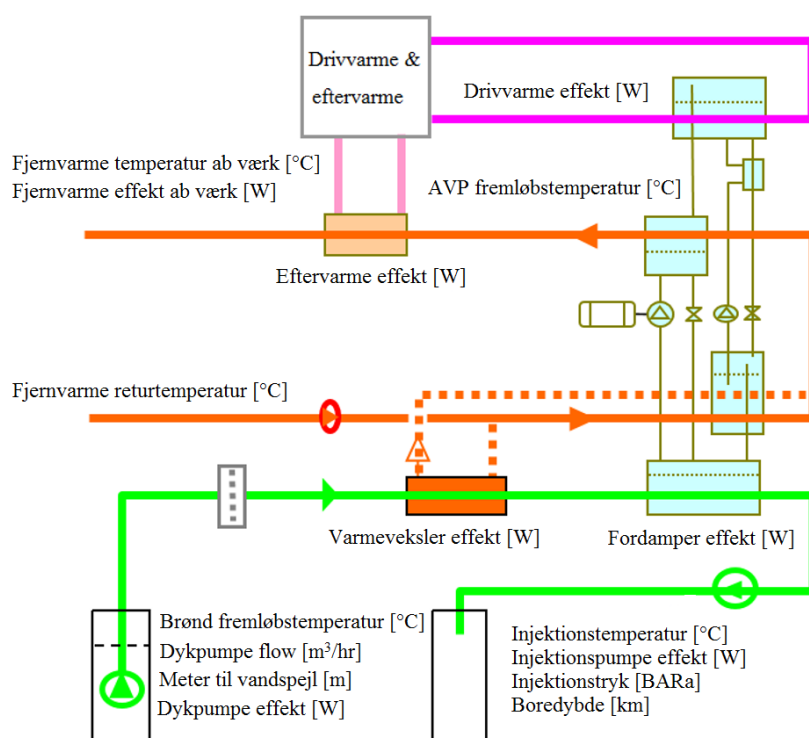 Drivvarme &
eftervarme
Drivvarme effekt [W]
Fjernvarme temperatur ab værk [°C]
Fjernvarme effekt ab værk [W]
AVP fremløbstemperatur [°C]
Eftervarme effekt [W]
Fjernvarme returtemperatur [°C]
Varmeveksler effekt [W]
Fordamper effekt [W]
Brønd fremløbstemperatur [°C]
Dykpumpe flow [m³/hr]
Meter til vandspejl [m]
Dykpumpe effekt [W]
Injektionstemperatur [°C]
Injektionspumpe effekt [W]
Injektionstryk [BARa]
Boredybde [km]